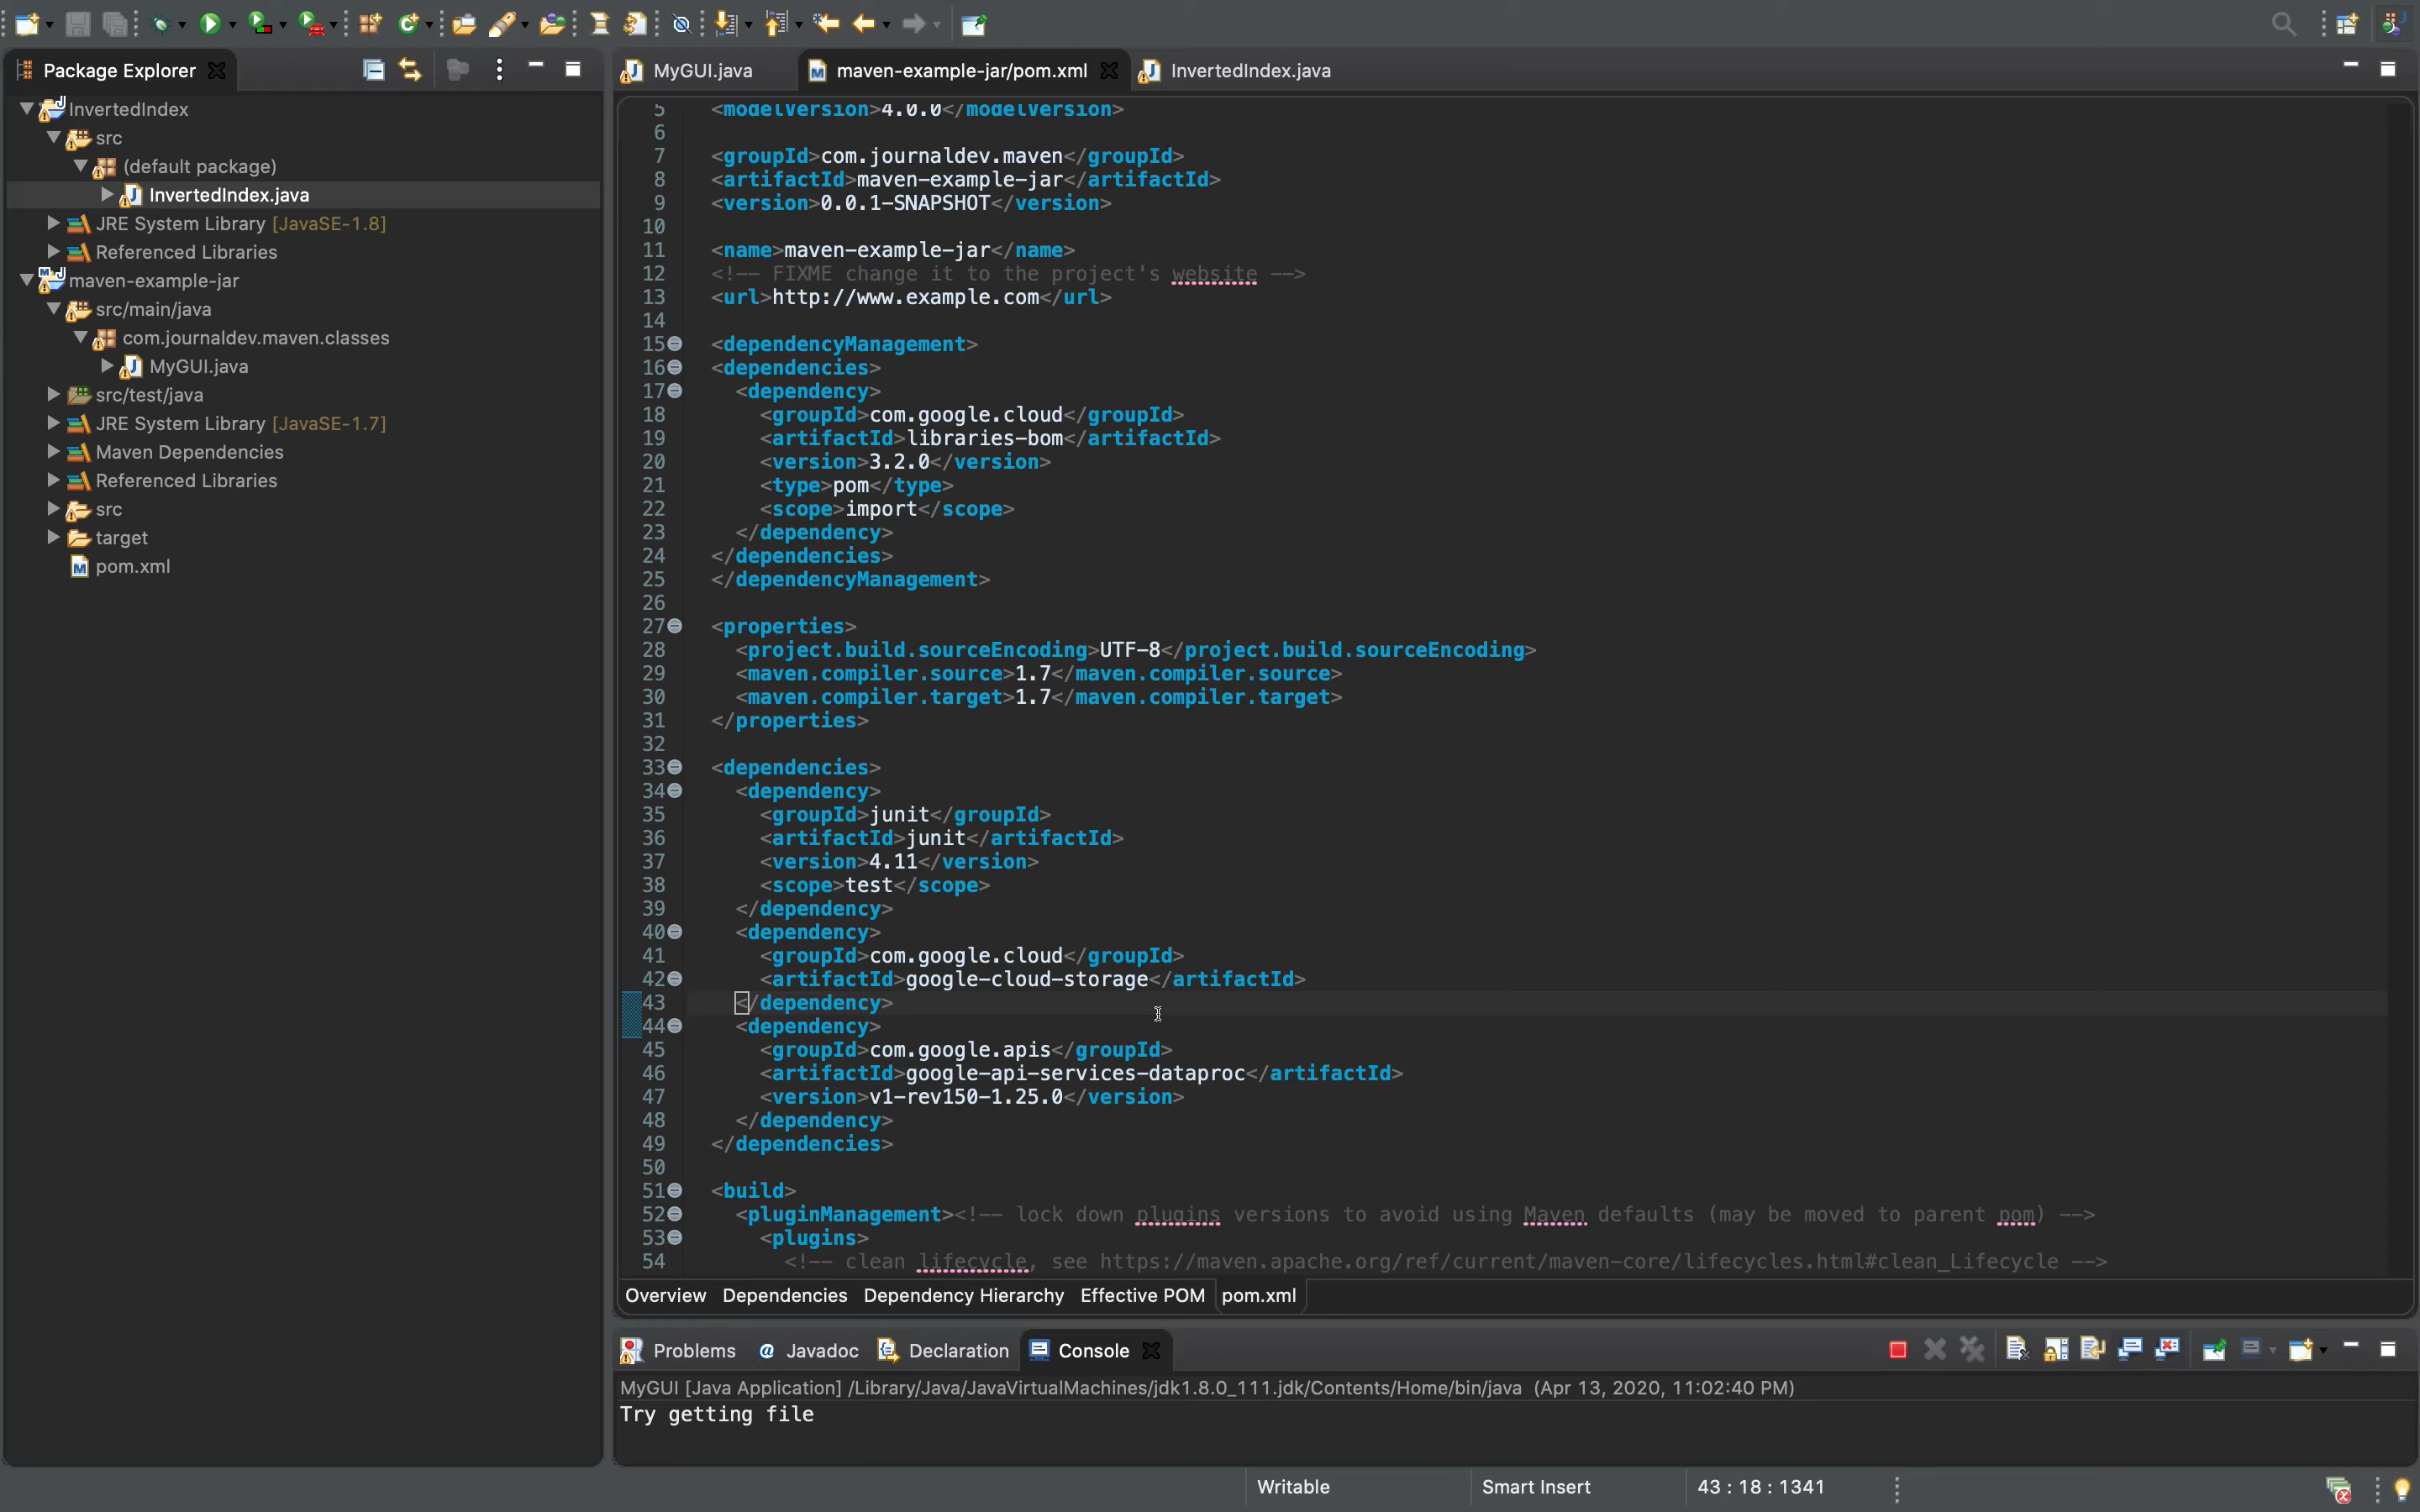 Package Explorer
MyGUI.java
maven-example-jar/pom.xml
InvertedIndex.java
InvertedIndex
src
(default package)
InvertedIndex.java
JRE System Library [JavaSE-1.8]
Referenced Libraries
maven-example-jar
src/main/java
com.journaldev.maven.classes
MyGUI.java
src/test/java
JRE System Library [JavaSE-1.7]
Maven Dependencies
Referenced Libraries
src
target
pom.xml
5 <modelVersion>4.0.0</modelVersion>
6
7 <groupId>com.journaldev.maven</groupId>
8 <artifactId>maven-example-jar</artifactId>
9 <version>0.0.1-SNAPSHOT</version>
10
11 <name>maven-example-jar</name>
12 <!-- FIXME change it to the project's website -->
13 <url>http://www.example.com</url>
14
15 <dependencyManagement>
16 <dependencies>
17 <dependency>
18 <groupId>com.google.cloud</groupId>
19 <artifactId>libraries-bom</artifactId>
20 <version>3.2.0</version>
21 <type>pom</type>
22 <scope>import</scope>
23 </dependency>
24 </dependencies>
25 </dependencyManagement>
26
27 <properties>
28 <project.build.sourceEncoding>UTF-8</project.build.sourceEncoding>
29 <maven.compiler.source>1.7</maven.compiler.source>
30 <maven.compiler.target>1.7</maven.compiler.target>
31 </properties>
32
33 <dependencies>
34 <dependency>
35 <groupId>junit</groupId>
36 <artifactId>junit</artifactId>
37 <version>4.11</version>
38 <scope>test</scope>
39 </dependency>
40 <dependency>
41 <groupId>com.google.cloud</groupId>
42 <artifactId>google-cloud-storage</artifactId>
43 </dependency>
44 <dependency>
45 <groupId>com.google.apis</groupId>
46 <artifactId>google-api-services-dataproc</artifactId>
47 <version>v1-rev150-1.25.0</version>
48 </dependency>
49 </dependencies>
50
51 <build>
52 <pluginManagement><!-- lock down plugins versions to avoid using Maven defaults (may be moved to parent pom) -->
53 <plugins>
54 <!-- clean lifecycle, see https://maven.apache.org/ref/current/maven-core/lifecycles.html#clean_Lifecycle -->
Overview Dependencies Dependency Hierarchy Effective POM pom.xml
Problems @ Javadoc Declaration Console
MyGUI [Java Application] /Library/Java/JavaVirtualMachines/jdk1.8.0_111.jdk/Contents/Home/bin/java (Apr 13, 2020, 11:02:40 PM)
Try getting file
Writable Smart Insert 43 : 18 : 1341